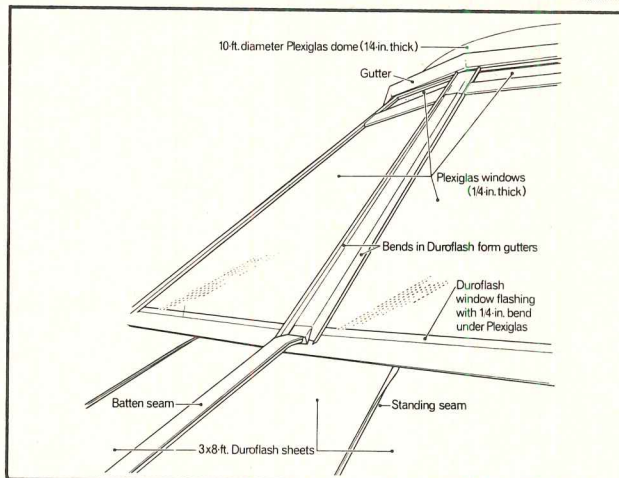 10-ft. diameter Plexiglas dome (1/4-in. thick)
Gutter
Plexiglas windows
(1/4-in. thick)
Bends in Duroflash form gutters
Duroflash
window flashing
with 1/4-in. bend
under Plexiglas
Batten seam
Standing seam
3x8-ft. Duroflash sheets